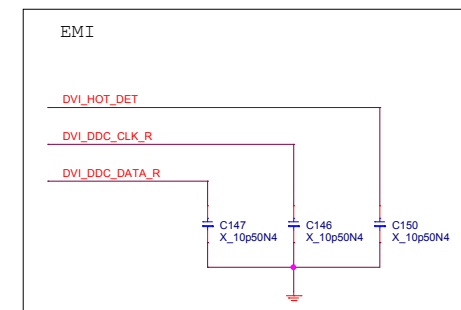 EMI
DVI_HOT_DET
DVI_DDC_CLK_R
DVI_DDC_DATA_R
C147 C146 C150
X_10p50N4 X_10p50N4 X_10p50N4